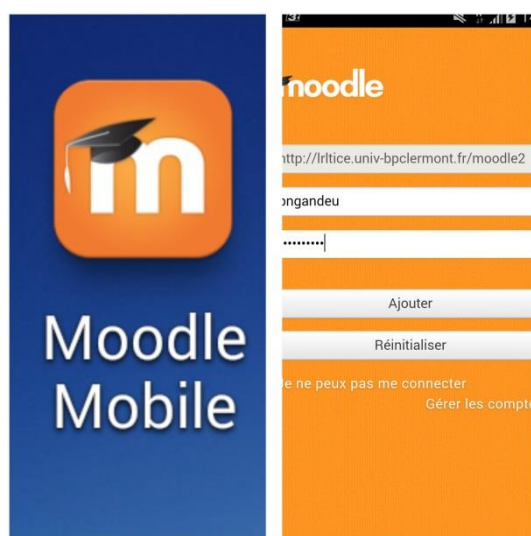 m
Moodle
Mobile
moodle
http://lrltice.univ-bpclermont.fr/moodle2
ongandeu
•••••••••
Ajouter
Réinitialiser
Je ne peux pas me connecter
Gérer les compte